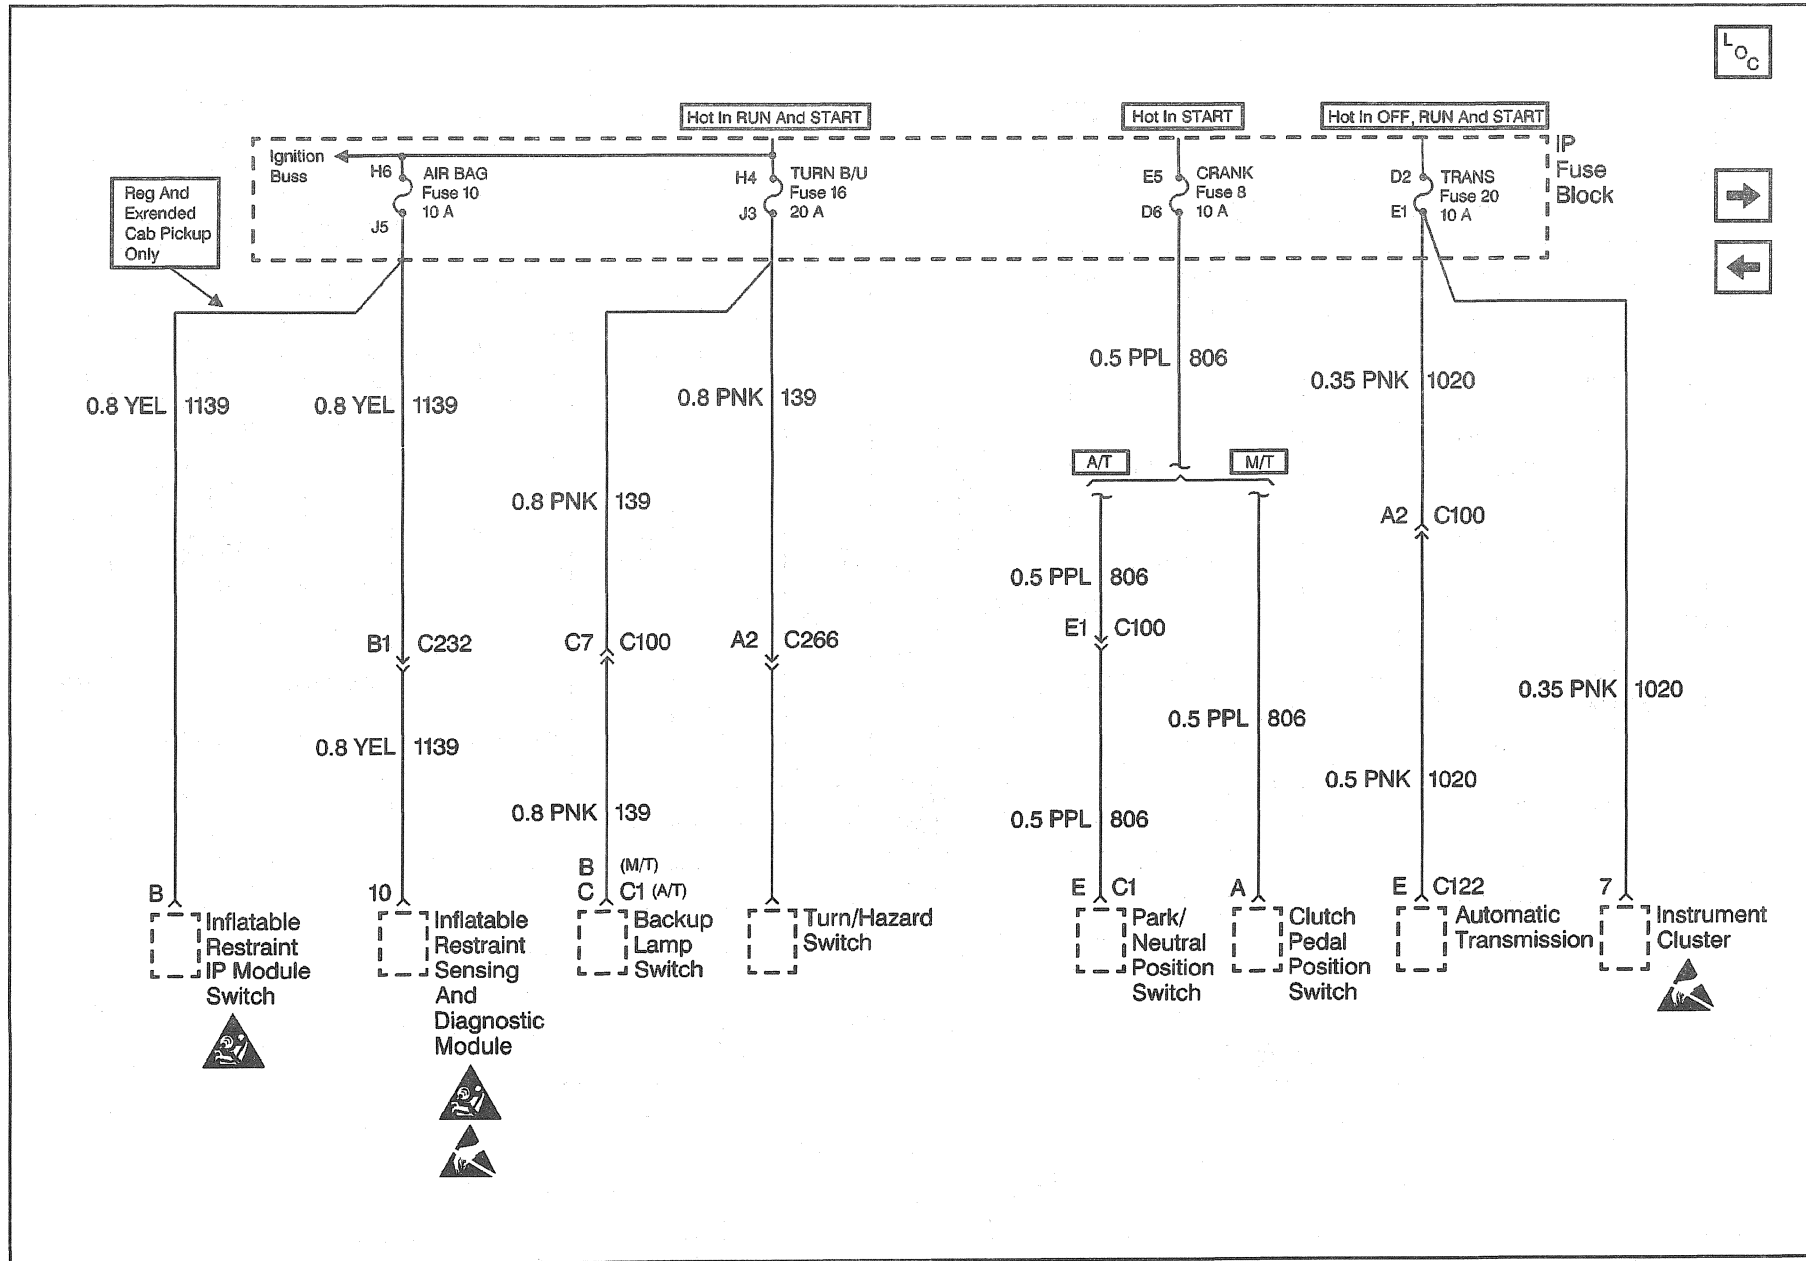 L
O
C
Hot In RUN And START
Hot In START
Hot In OFF, RUN And START
Ignition
Buss
H6
AIR BAG
Fuse 10
10 A
J5
H4
TURN B/U
Fuse 16
20 A
J3
E5
CRANK
Fuse 8
10 A
D6
D2
TRANS
Fuse 20
10 A
E1
IP
Fuse
Block
Reg And
Exrended
Cab Pickup
Only
0.8 YEL 1139
0.8 YEL 1139
0.8 PNK 139
0.5 PPL 806
0.35 PNK 1020
A/T
M/T
0.8 PNK 139
A2 C100
0.5 PPL 806
E1 C100
B1 C232
C7 C100
A2 C266
0.35 PNK 1020
0.5 PPL 806
0.8 YEL 1139
0.5 PNK 1020
0.8 PNK 139
0.5 PPL 806
B (M/T)
C C1 (A/T)
B
10
E C1
A
E C122
7
Inflatable
Restraint
IP Module
Switch
Inflatable
Restraint
Sensing
And
Diagnostic
Module
Backup
Lamp
Switch
Turn/Hazard
Switch
Park/
Neutral
Position
Switch
Clutch
Pedal
Position
Switch
Automatic
Transmission
Instrument
Cluster